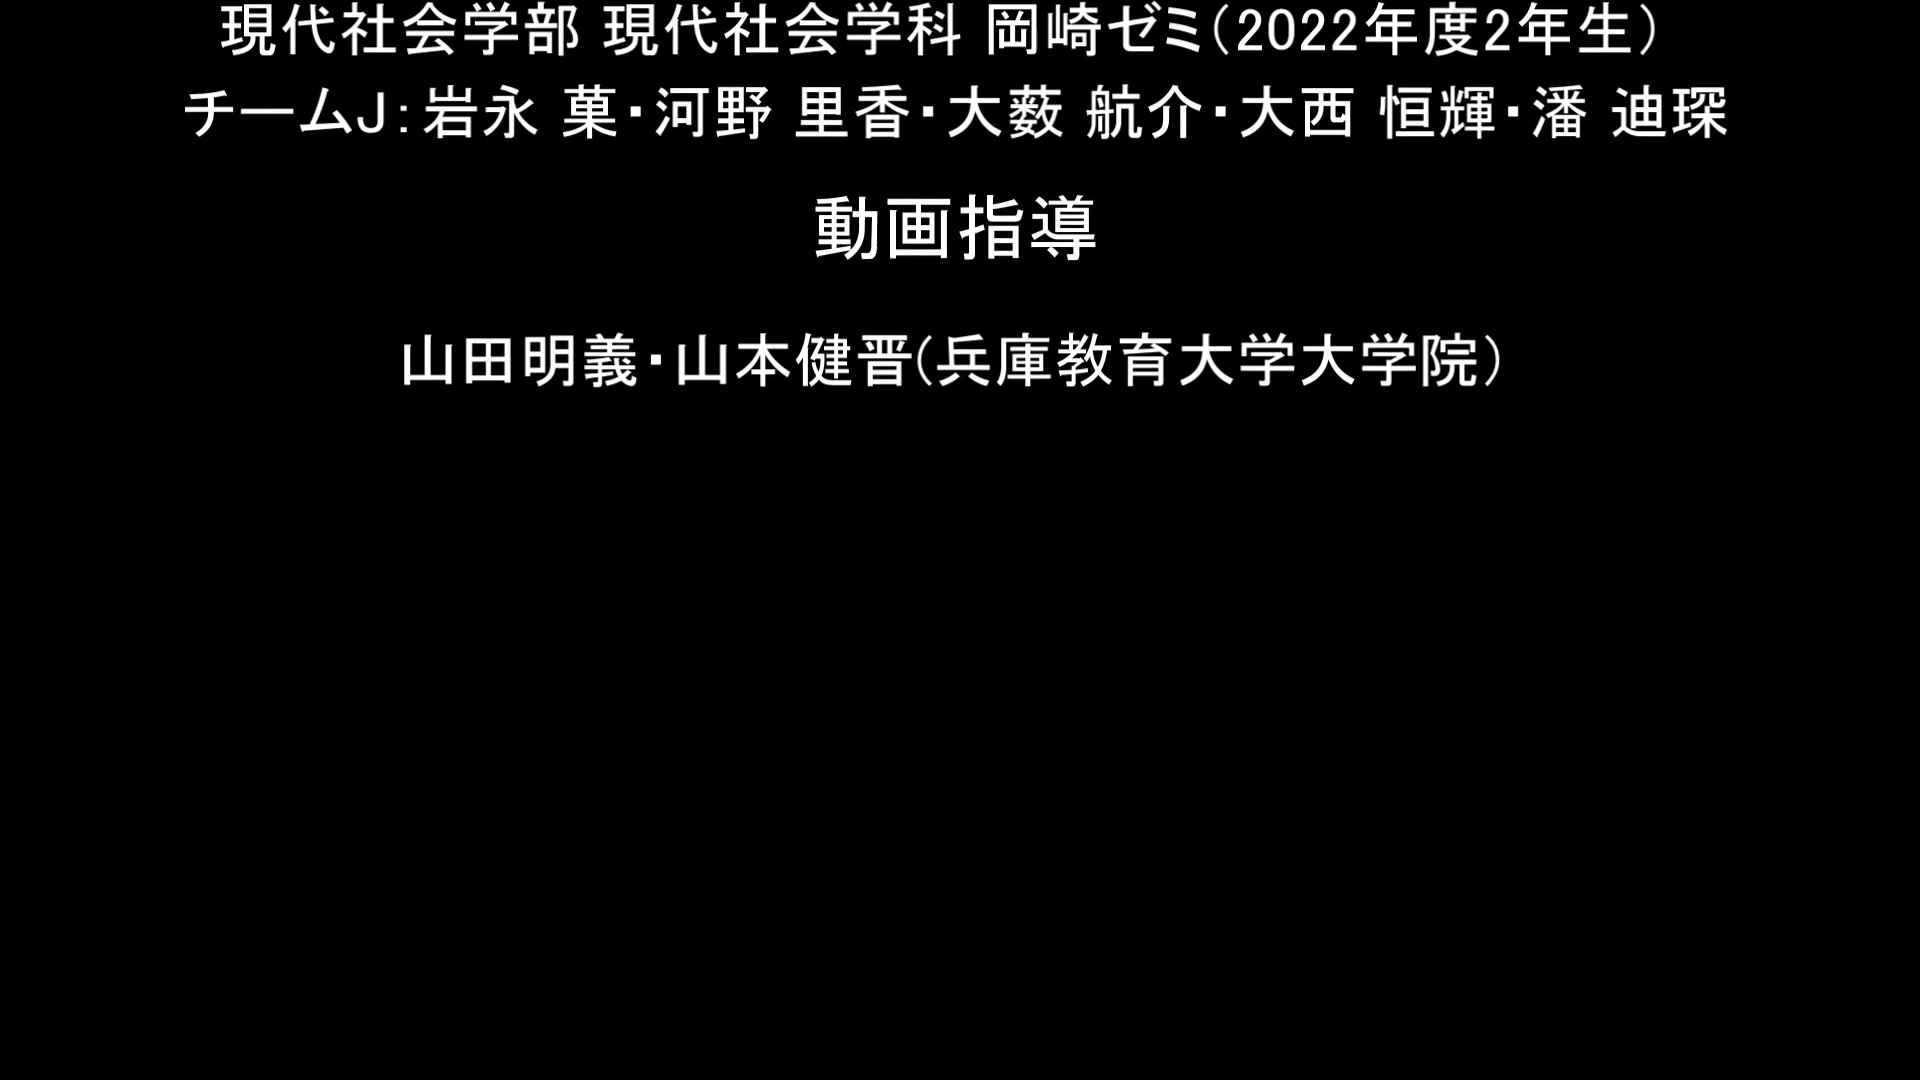 現代社会学部 現代社会学科 岡崎ゼミ（2022年度2年生）
チームJ：岩永 菓・河野 里香・大薮 航介・大西 恒輝・潘 迪琛
動画指導
山田明義・山本健晋(兵庫教育大学大学院）